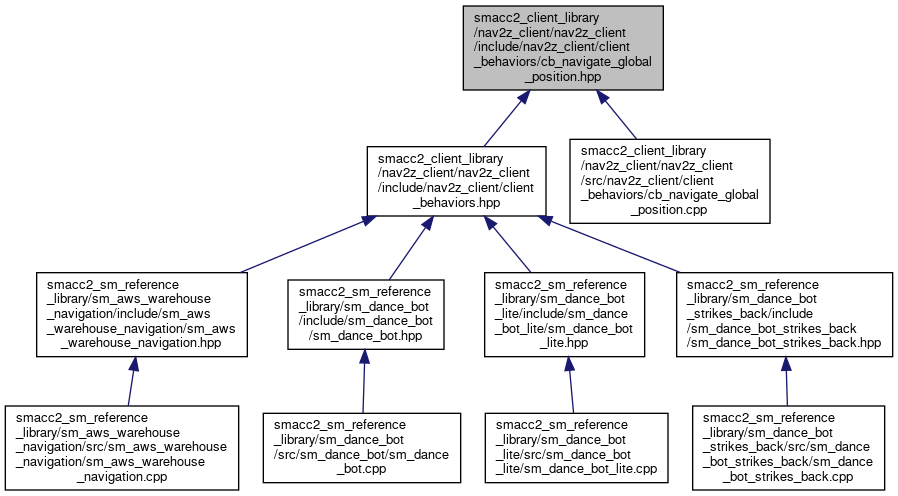 smacc2_client_library
/nav2z_client/nav2z_client
/include/nav2z_client/client
_behaviors/cb_navigate_global
_position.hpp
smacc2_client_library
/nav2z_client/nav2z_client
/include/nav2z_client/client
_behaviors.hpp
smacc2_client_library
/nav2z_client/nav2z_client
/src/nav2z_client/client
_behaviors/cb_navigate_global
_position.cpp
smacc2_sm_reference
_library/sm_aws_warehouse
_navigation/include/sm_aws
_warehouse_navigation/sm_aws
_warehouse_navigation.hpp
smacc2_sm_reference
_library/sm_dance_bot
/include/sm_dance_bot
/sm_dance_bot.hpp
smacc2_sm_reference
_library/sm_dance_bot
_lite/include/sm_dance
_bot_lite/sm_dance_bot
_lite.hpp
smacc2_sm_reference
_library/sm_dance_bot
_strikes_back/include
/sm_dance_bot_strikes_back
/sm_dance_bot_strikes_back.hpp
smacc2_sm_reference
_library/sm_aws_warehouse
_navigation/src/sm_aws_warehouse
_navigation/sm_aws_warehouse
_navigation.cpp
smacc2_sm_reference
_library/sm_dance_bot
/src/sm_dance_bot/sm_dance
_bot.cpp
smacc2_sm_reference
_library/sm_dance_bot
_lite/src/sm_dance_bot
_lite/sm_dance_bot_lite.cpp
smacc2_sm_reference
_library/sm_dance_bot
_strikes_back/src/sm_dance
_bot_strikes_back/sm_dance
_bot_strikes_back.cpp